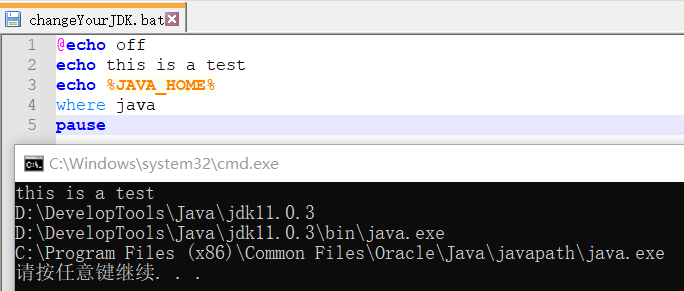 changeYourJDK.bat
1 @echo off
2 echo this is a test
3 echo %JAVA_HOME%
4 where java
5 pause
C:\Windows\system32\cmd.exe
this is a test
D:\DevelopTools\Java\jdk11.0.3
D:\DevelopTools\Java\jdk11.0.3\bin\java.exe
C:\Program Files (x86)\Common Files\Oracle\Java\javapath\java.exe
请按任意键继续. . .